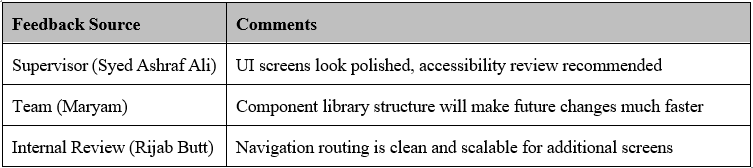 Feedback Source Comments
Supervisor (Syed Ashraf Ali) UI screens look polished, accessibility review recommended
Team (Maryam) Component library structure will make future changes much faster
Internal Review (Rijab Butt) Navigation routing is clean and scalable for additional screens